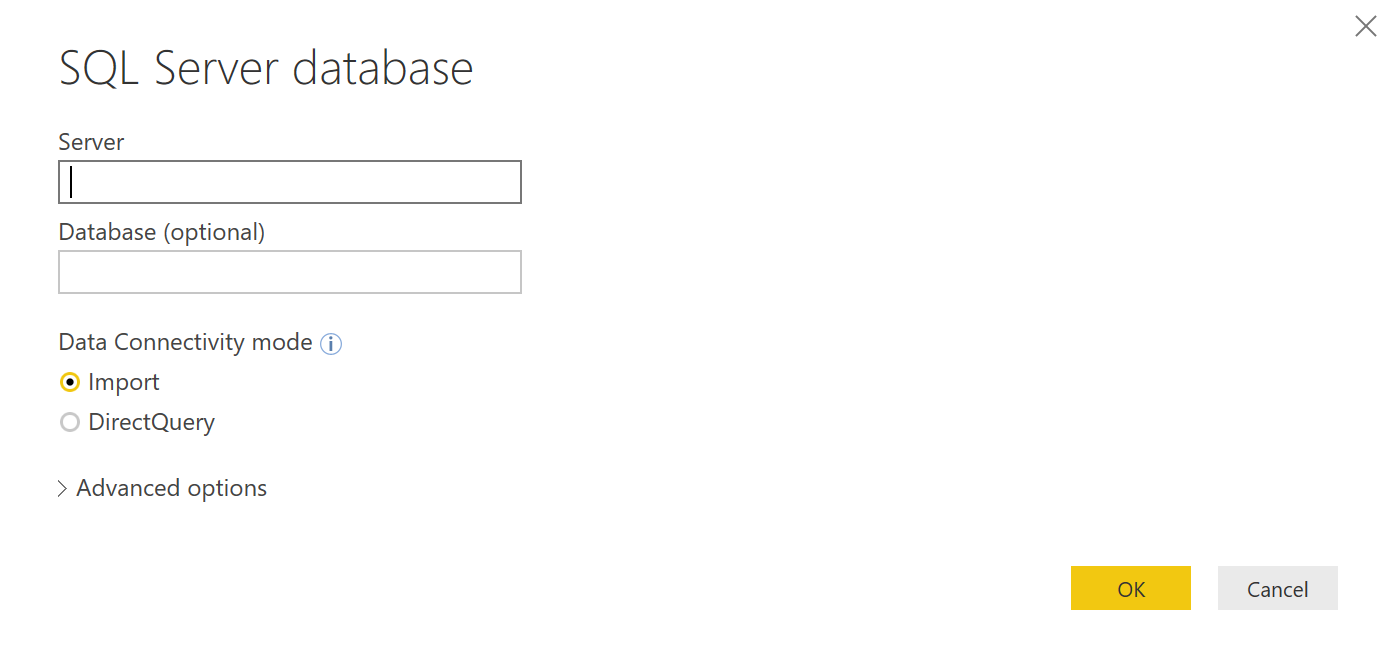 SQL Server database
Server
Database (optional)
Data Connectivity mode
Import
DirectQuery
Advanced options
OK
Cancel